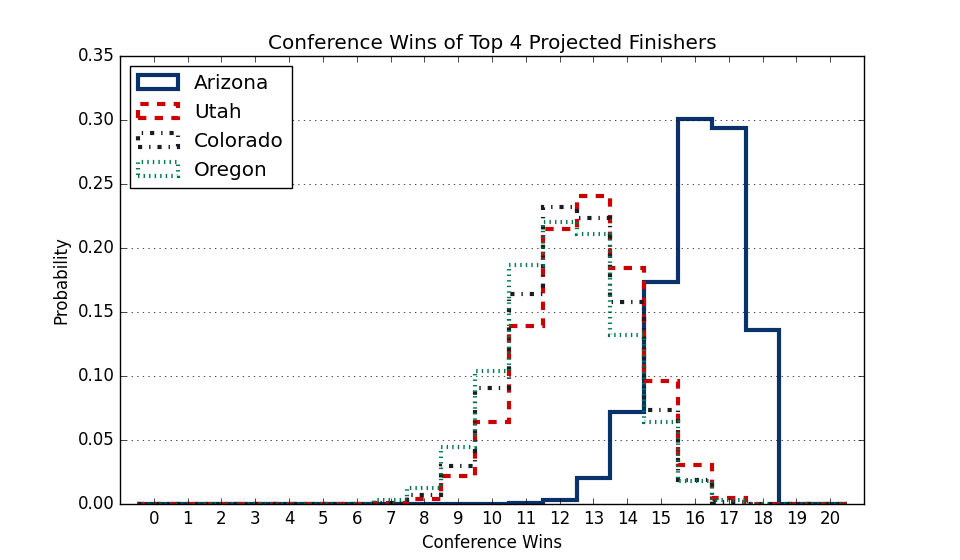 Conference Wins of Top 4 Projected Finishers
Arizona
Utah
Colorado
Oregon
Probability
0.35
0.30
0.25
0.20
0.15
0.10
0.05
0.00
0 1 2 3 4 5 6 7 8 9 10 11 12 13 14 15 16 17 18 19 20
Conference Wins